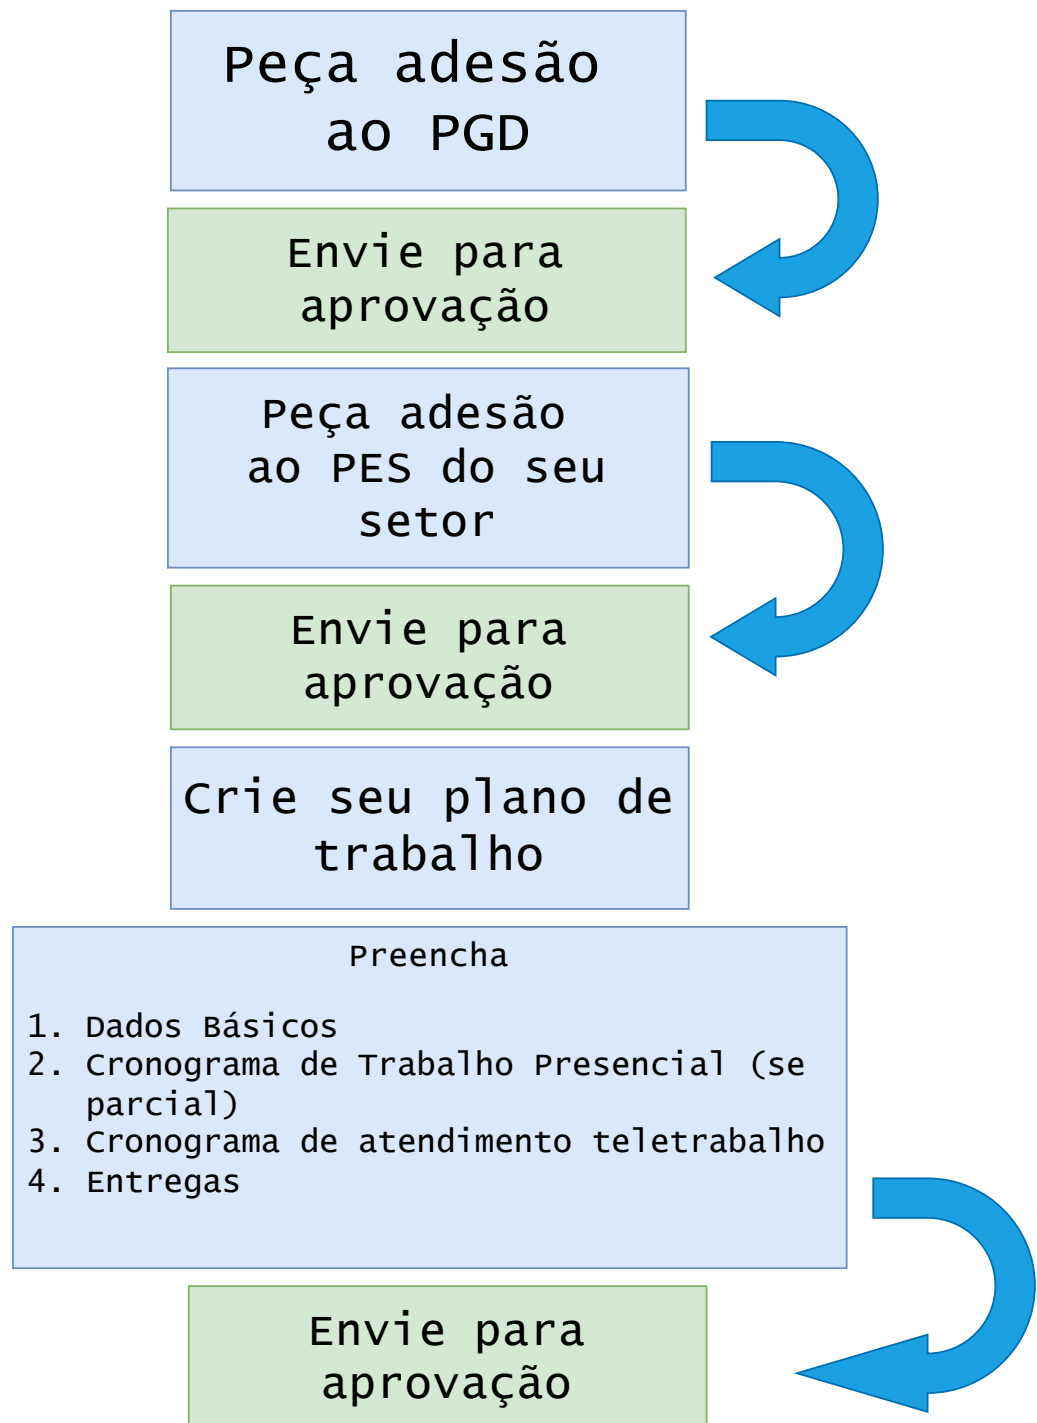 Peça adesão
ao PGD
Envie para
aprovação
Peça adesão
ao PES do seu
setor
Envie para
aprovação
Crie seu plano de
trabalho
Preencha
1. Dados Básicos
2. Cronograma de Trabalho Presencial (se
parcial)
3. Cronograma de atendimento teletrabalho
4. Entregas
Envie para
aprovação